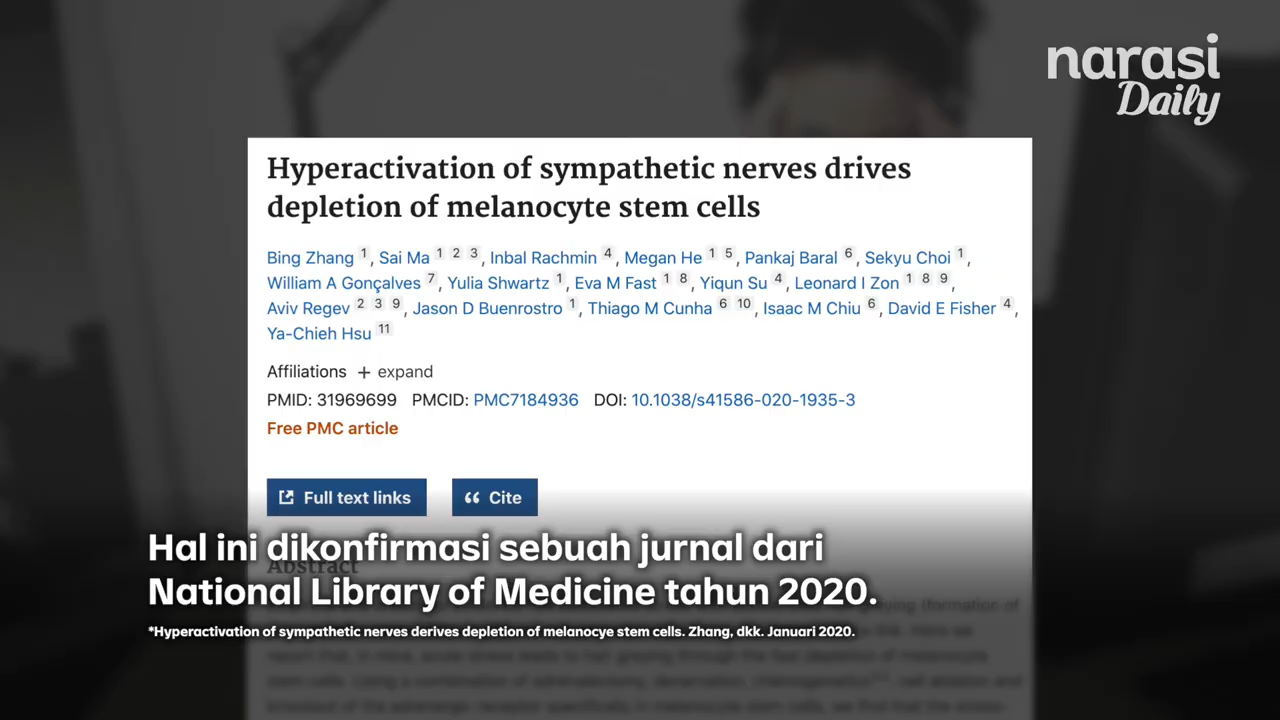 narasi
Daily
Hyperactivation of sympathetic nerves drives
depletion of melanocyte stem cells
Bing Zhang 1, Sai Ma 1 2 3, Inbal Rachmin 4, Megan He 1 5, Pankaj Baral 6, Sekyu Choi 1,
William A Gonçalves 7, Yulia Shwartz 1, Eva M Fast 1 8, Yiqun Su 4, Leonard I Zon 1 8 9,
Aviv Regev 2 3 9, Jason D Buenrostro 1, Thiago M Cunha 6 10, Isaac M Chiu 6, David E Fisher 4,
Ya-Chieh Hsu 11
Affiliations + expand
PMID: 31969699 PMCID: PMC7184936 DOI: 10.1038/s41586-020-1935-3
Free PMC article
Full text links
Cite
Abstract
Hal ini dikonfirmasi sebuah jurnal dari
National Library of Medicine tahun 2020.
*Hyperactivation of sympathetic nerves derives depletion of melanocye stem cells. Zhang, dkk. Januari 2020.